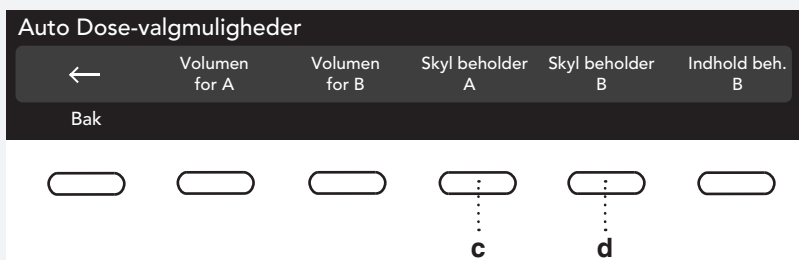 Auto Dose-valgmuligheder
← Volumen for A Volumen for B Skyl beholder A Skyl beholder B Indhold beh. B
Bak
c d